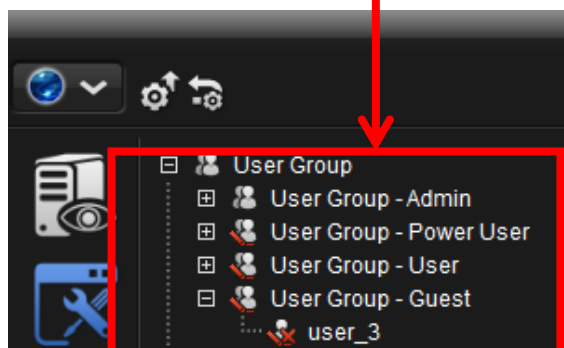 User Group
User Group - Admin
User Group - Power User
User Group - User
User Group - Guest
user_3